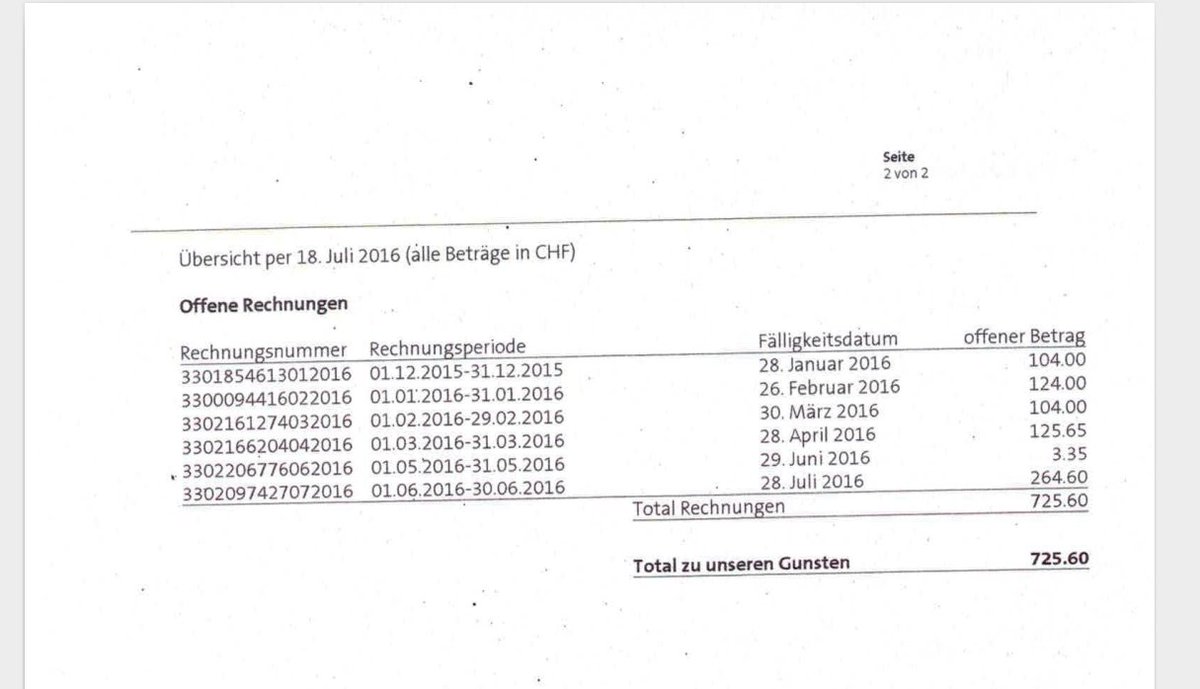 Seite
2 von 2
Übersicht per 18. Juli 2016 (alle Beträge in CHF)
Offene Rechnungen
Rechnungsnummer Rechnungsperiode Fälligkeitsdatum offener Betrag
3301854613012016 01.12.2015-31.12.2015 28. Januar 2016 104.00
3300094416022016 01.01.2016-31.01.2016 26. Februar 2016 124.00
3302161274032016 01.02.2016-29.02.2016 30. März 2016 104.00
3302166204042016 01.03.2016-31.03.2016 28. April 2016 125.65
3302206776062016 01.05.2016-31.05.2016 29. Juni 2016 3.35
3302097427072016 01.06.2016-30.06.2016 28. Juli 2016 264.60
Total Rechnungen 725.60
Total zu unseren Gunsten 725.60